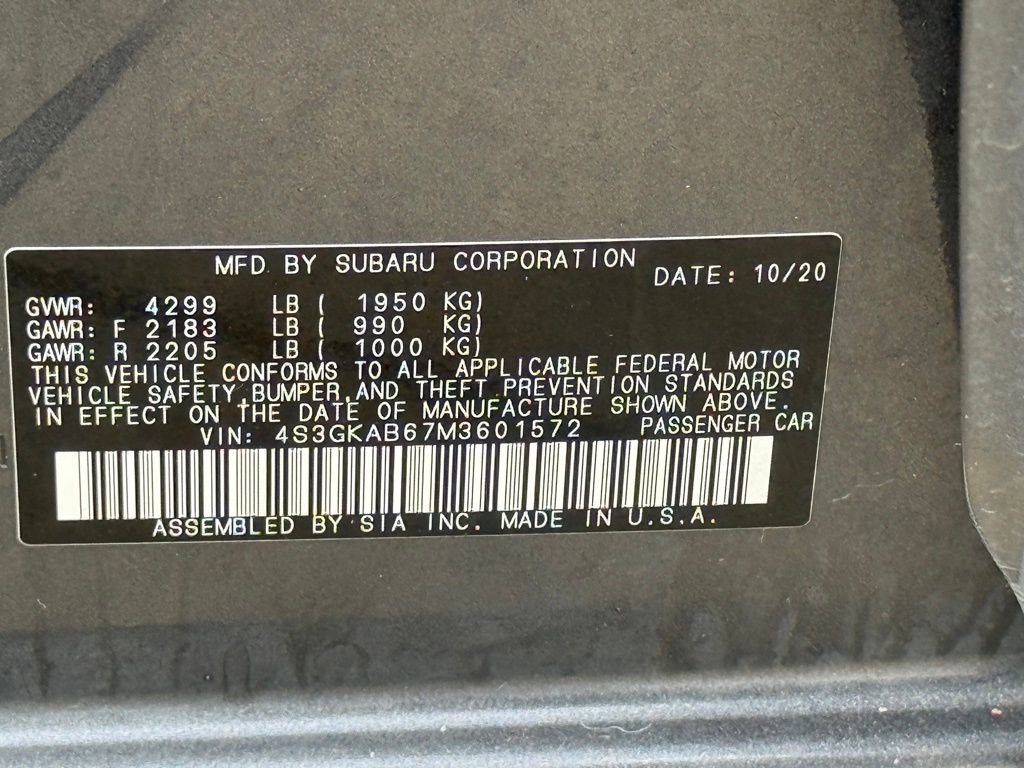 MFD BY SUBARU CORPORATION DATE: 10/20
GVWR: 4299 LB ( 1950 KG)
GAWR: F 2183 LB ( 990 KG)
GAWR: R 2205 LB ( 1000 KG)
THIS VEHICLE CONFORMS TO ALL APPLICABLE FEDERAL MOTOR
VEHICLE SAFETY,BUMPER,AND THEFT PREVENTION STANDARDS
IN EFFECT ON THE DATE OF MANUFACTURE SHOWN ABOVE.
VIN: 4S3GKAB67M3601572 PASSENGER CAR
ASSEMBLED BY SIA INC. MADE IN U.S.A.